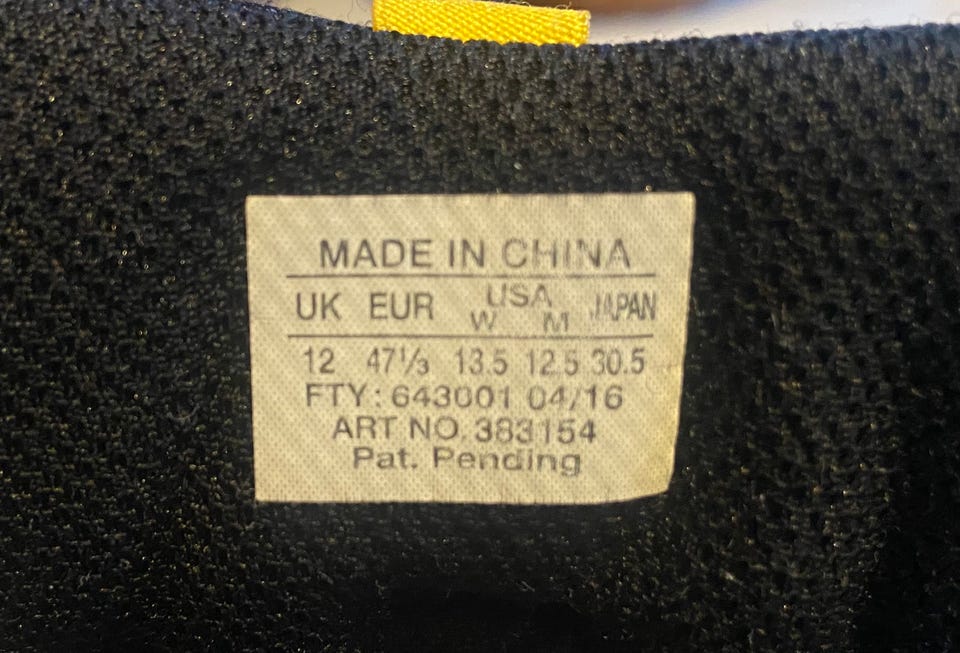 MADE IN CHINA
UK EUR USA JAPAN
W M
12 47⅓ 13.5 12.5 30.5
FTY: 643001 04/16
ART NO. 383154
Pat. Pending